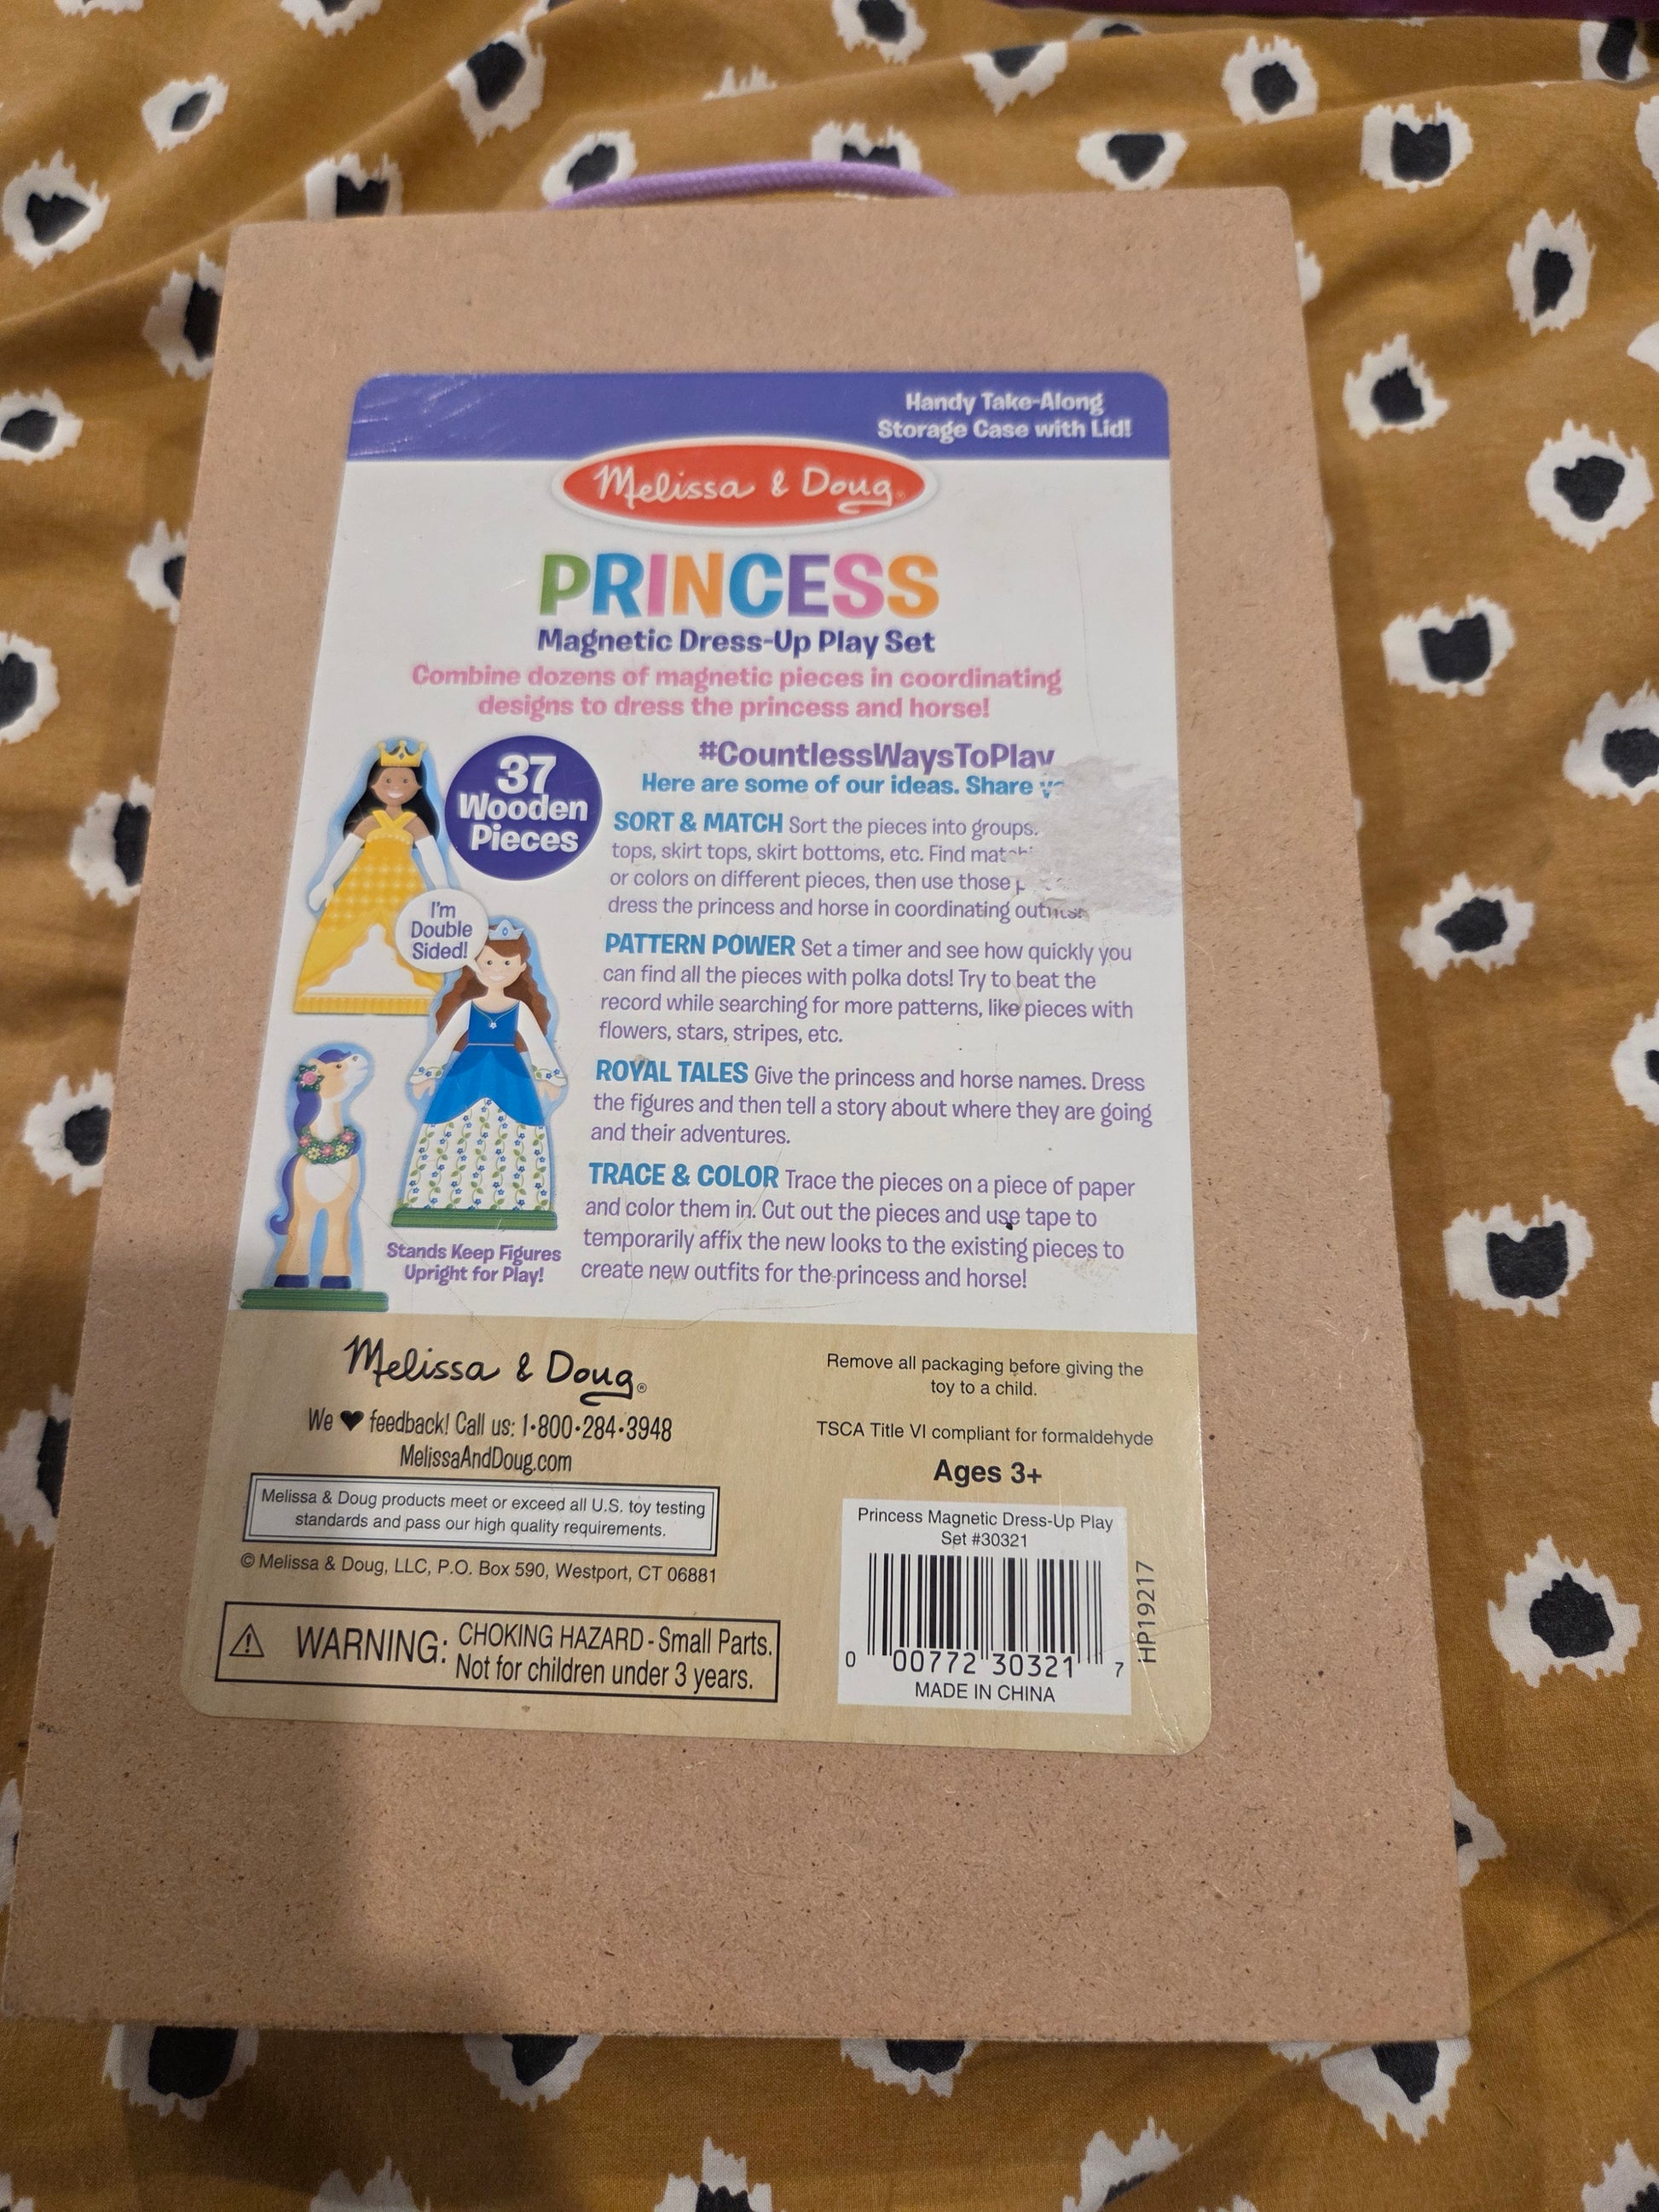 Handy Take-Along
Storage Case with Lid!
Melissa & Doug®
PRINCESS
Magnetic Dress-Up Play Set
Combine dozens of magnetic pieces in coordinating
designs to dress the princess and horse!
37
Wooden
Pieces
I'm
Double
Sided!
Stands Keep Figures
Upright for Play!
#CountlessWaysToPlay
Here are some of our ideas. Share
SORT & MATCH Sort the pieces into groups.
tops, skirt tops, skirt bottoms, etc. Find
or colors on different pieces, then use those
dress the princess and horse in coordinating
PATTERN POWER Set a timer and see how quickly you
can find all the pieces with polka dots! Try to beat the
record while searching for more patterns, like pieces with
flowers, stars, stripes, etc.
ROYAL TALES Give the princess and horse names. Dress
the figures and then tell a story about where they are going
and their adventures.
TRACE & COLOR Trace the pieces on a piece of paper
and color them in. Cut out the pieces and use tape to
temporarily affix the new looks to the existing pieces to
create new outfits for the princess and horse!
Melissa & Doug®
We ♥ feedback! Call us: 1•800•284•3948
MelissaAndDoug.com
Melissa & Doug products meet or exceed all U.S. toy testing
standards and pass our high quality requirements.
© Melissa & Doug, LLC, P.O. Box 590, Westport, CT 06881
⚠ WARNING: CHOKING HAZARD - Small Parts.
Not for children under 3 years.
Remove all packaging before giving the
toy to a child.
TSCA Title VI compliant for formaldehyde
Ages 3+
Princess Magnetic Dress-Up Play
Set #30321
0 00772 30321 7
MADE IN CHINA
HP19217